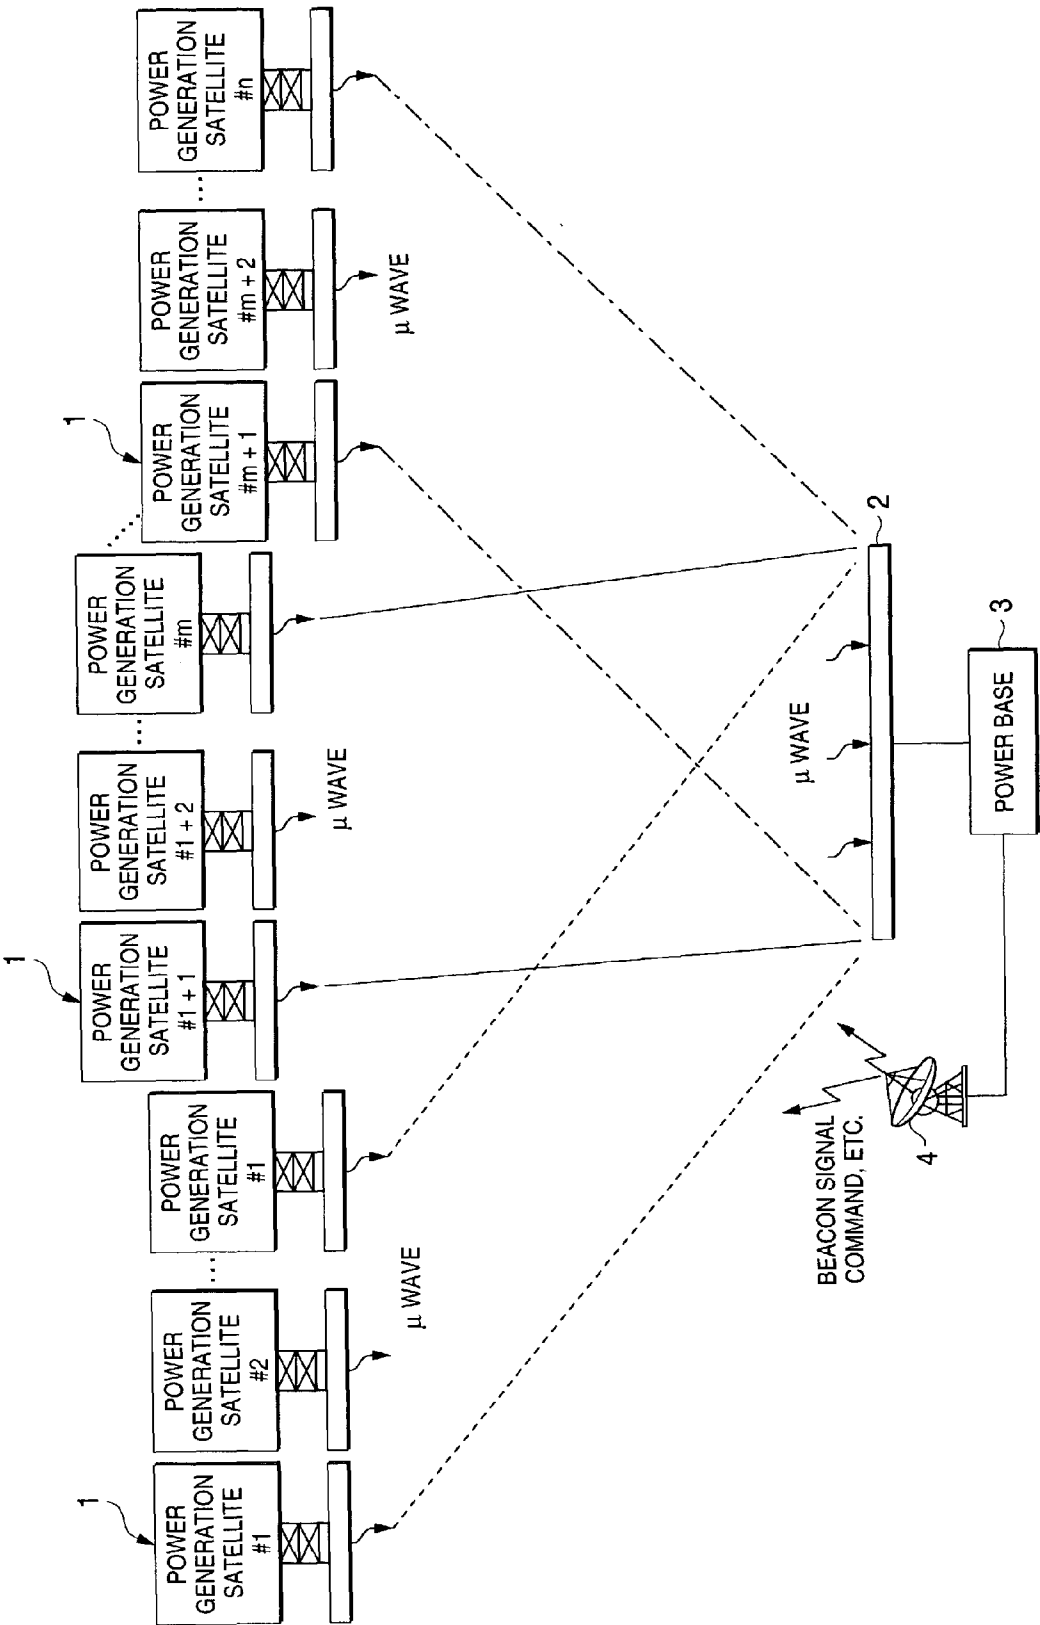 1
POWER
GENERATION
SATELLITE
#1
POWER
GENERATION
SATELLITE
#2
...
POWER
GENERATION
SATELLITE
#1
1
POWER
GENERATION
SATELLITE
#1 + 1
POWER
GENERATION
SATELLITE
#1 + 2
...
POWER
GENERATION
SATELLITE
#m
.....
1
POWER
GENERATION
SATELLITE
#m + 1
POWER
GENERATION
SATELLITE
#m + 2
...
POWER
GENERATION
SATELLITE
#n
μ WAVE
μ WAVE
μ WAVE
BEACON SIGNAL
COMMAND, ETC.
4
μ WAVE
2
POWER BASE
3